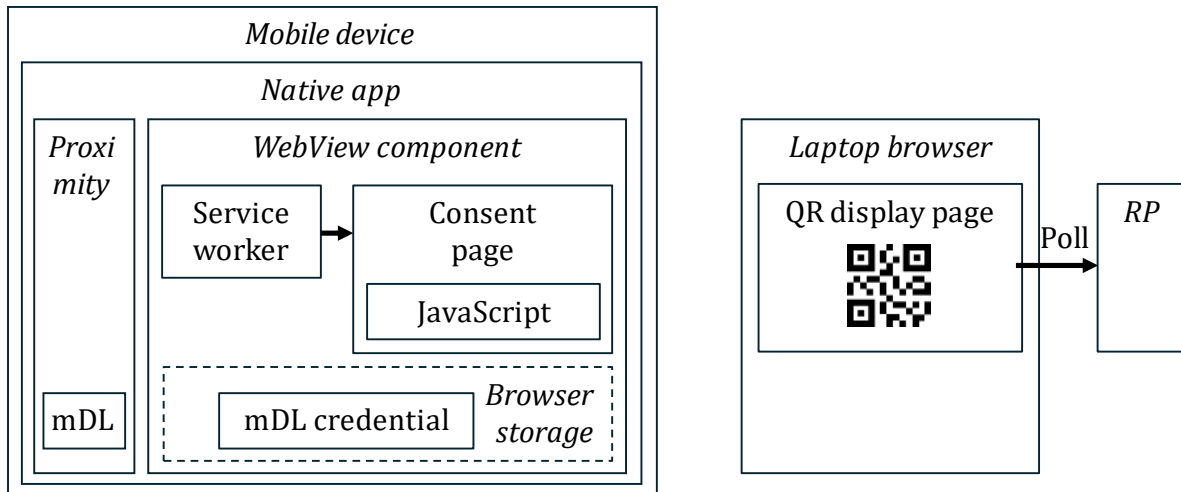 Mobile device
Native app
Proxi
mity
mDL
WebView component
Service
worker
Consent
page
JavaScript
mDL credential
Browser
storage
Laptop browser
QR display page
Poll
RP